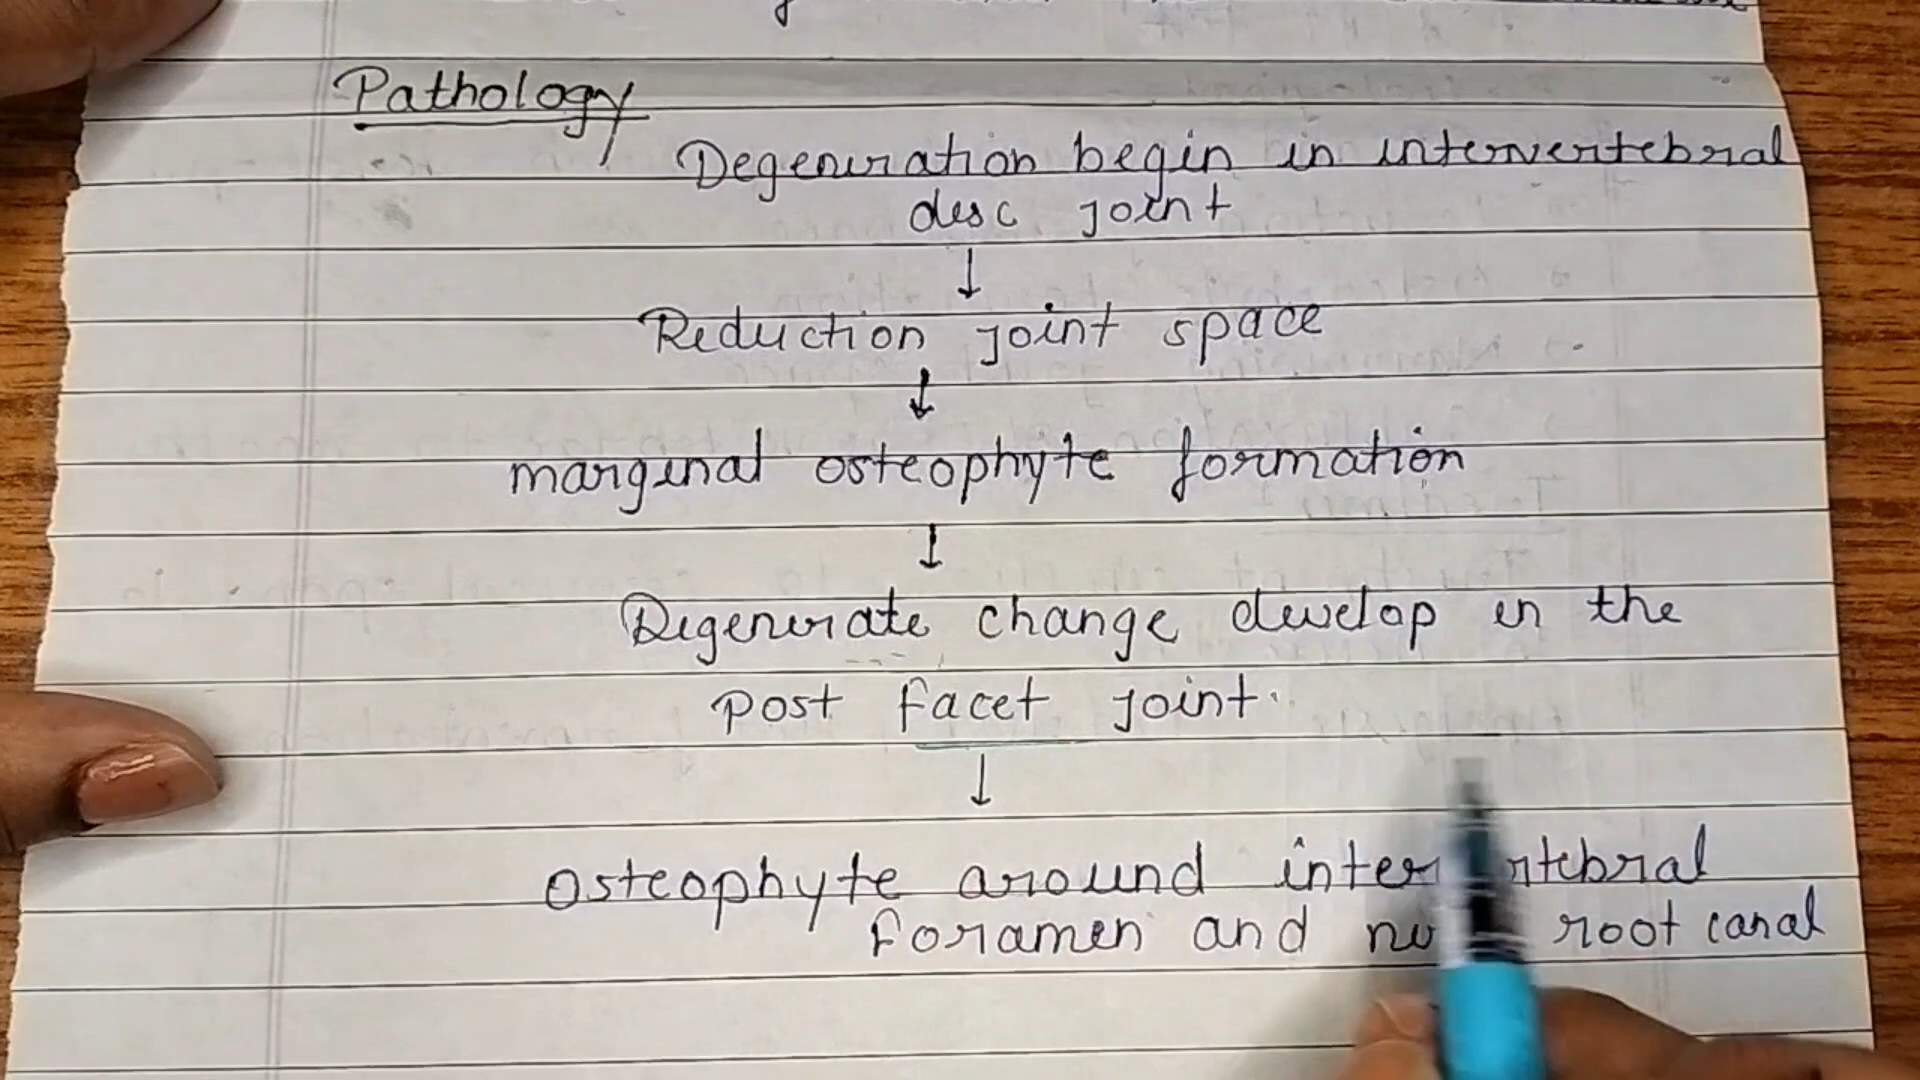 Pathology
Degeneration begin in intervertebral
disc joint
↓
Reduction joint space
↓
marginal osteophyte formation
↓
Degenerate change develop in the
post facet joint.
↓
Osteophyte around
foramen and root canal